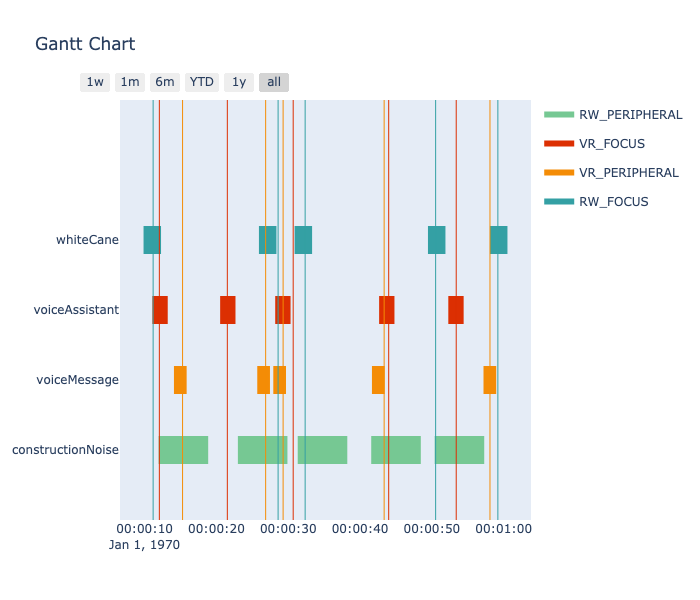 Gantt Chart
1w 1m 6m YTD 1y all
RW_PERIPHERAL
VR_FOCUS
VR_PERIPHERAL
RW_FOCUS
whiteCane
voiceAssistant
voiceMessage
constructionNoise
00:00:10 00:00:20 00:00:30 00:00:40 00:00:50 00:01:00
Jan 1, 1970